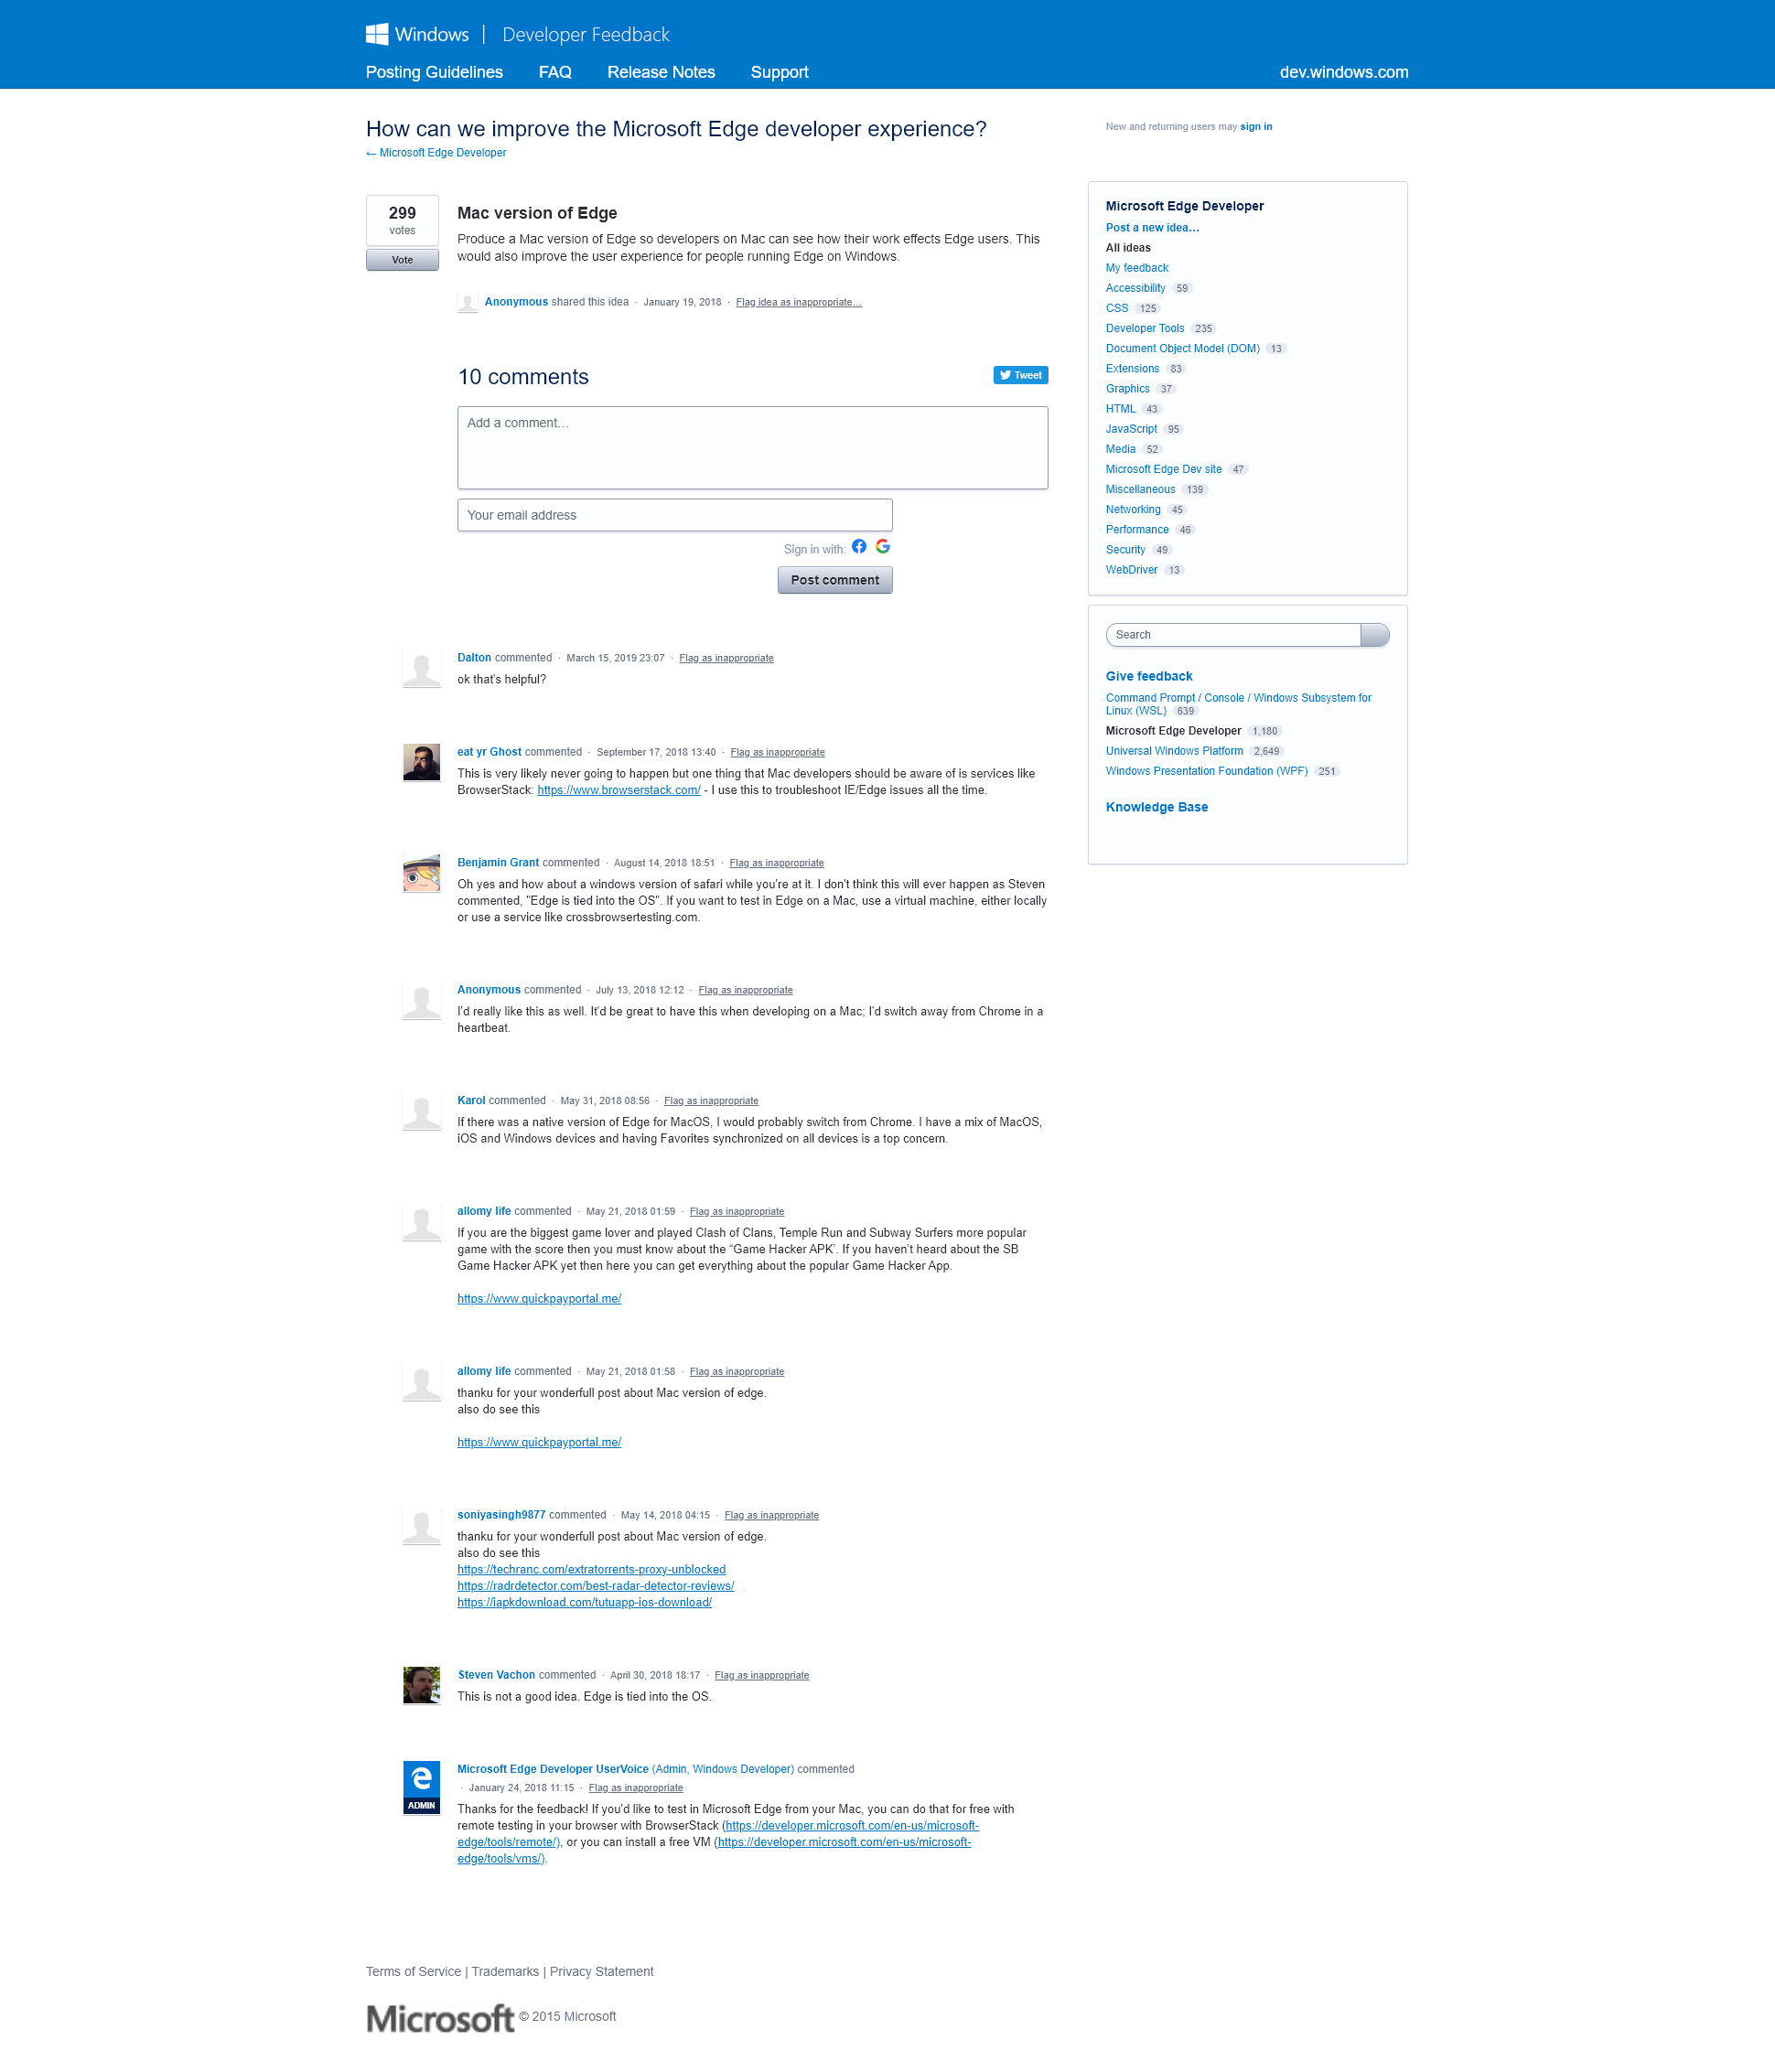 Windows | Developer Feedback
Posting Guidelines FAQ Release Notes Support dev.windows.com
How can we improve the Microsoft Edge developer experience?
← Microsoft Edge Developer
New and returning users may sign in
299
votes
Vote
Mac version of Edge
Produce a Mac version of Edge so developers on Mac can see how their work effects Edge users. This
would also improve the user experience for people running Edge on Windows.
Anonymous shared this idea · January 19, 2018 · Flag idea as inappropriate…
10 comments
Tweet
Add a comment…
Your email address
Sign in with:
Post comment
Dalton commented · March 15, 2019 23:07 · Flag as inappropriate
ok that's helpful?
eat yr Ghost commented · September 17, 2018 13:40 · Flag as inappropriate
This is very likely never going to happen but one thing that Mac developers should be aware of is services like
BrowserStack: https://www.browserstack.com/ - I use this to troubleshoot IE/Edge issues all the time.
Benjamin Grant commented · August 14, 2018 18:51 · Flag as inappropriate
Oh yes and how about a windows version of safari while you're at it. I don't think this will ever happen as Steven
commented, "Edge is tied into the OS". If you want to test in Edge on a Mac, use a virtual machine, either locally
or use a service like crossbrowsertesting.com.
Anonymous commented · July 13, 2018 12:12 · Flag as inappropriate
I'd really like this as well. It'd be great to have this when developing on a Mac; I'd switch away from Chrome in a
heartbeat.
Karol commented · May 31, 2018 08:56 · Flag as inappropriate
If there was a native version of Edge for MacOS, I would probably switch from Chrome. I have a mix of MacOS,
iOS and Windows devices and having Favorites synchronized on all devices is a top concern.
allomy life commented · May 21, 2018 01:59 · Flag as inappropriate
If you are the biggest game lover and played Clash of Clans, Temple Run and Subway Surfers more popular
game with the score then you must know about the “Game Hacker APK’. If you haven’t heard about the SB
Game Hacker APK yet then here you can get everything about the popular Game Hacker App.
https://www.quickpayportal.me/
allomy life commented · May 21, 2018 01:58 · Flag as inappropriate
thanku for your wonderfull post about Mac version of edge.
also do see this
https://www.quickpayportal.me/
soniyasingh9877 commented · May 14, 2018 04:15 · Flag as inappropriate
thanku for your wonderfull post about Mac version of edge.
also do see this
https://techranc.com/extratorrents-proxy-unblocked
https://radrdetector.com/best-radar-detector-reviews/
https://iapkdownload.com/tutuapp-ios-download/
Steven Vachon commented · April 30, 2018 18:17 · Flag as inappropriate
This is not a good idea. Edge is tied into the OS.
ADMIN
Microsoft Edge Developer UserVoice (Admin, Windows Developer) commented
· January 24, 2018 11:15 · Flag as inappropriate
Thanks for the feedback! If you'd like to test in Microsoft Edge from your Mac, you can do that for free with
remote testing in your browser with BrowserStack (https://developer.microsoft.com/en-us/microsoft-
edge/tools/remote/), or you can install a free VM (https://developer.microsoft.com/en-us/microsoft-
edge/tools/vms/).
Microsoft Edge Developer
Post a new idea…
All ideas
My feedback
Accessibility 59
CSS 125
Developer Tools 235
Document Object Model (DOM) 13
Extensions 83
Graphics 37
HTML 43
JavaScript 95
Media 52
Microsoft Edge Dev site 47
Miscellaneous 139
Networking 45
Performance 46
Security 49
WebDriver 13
Search
Give feedback
Command Prompt / Console / Windows Subsystem for
Linux (WSL) 639
Microsoft Edge Developer 1,180
Universal Windows Platform 2,649
Windows Presentation Foundation (WPF) 251
Knowledge Base
Terms of Service | Trademarks | Privacy Statement
Microsoft © 2015 Microsoft